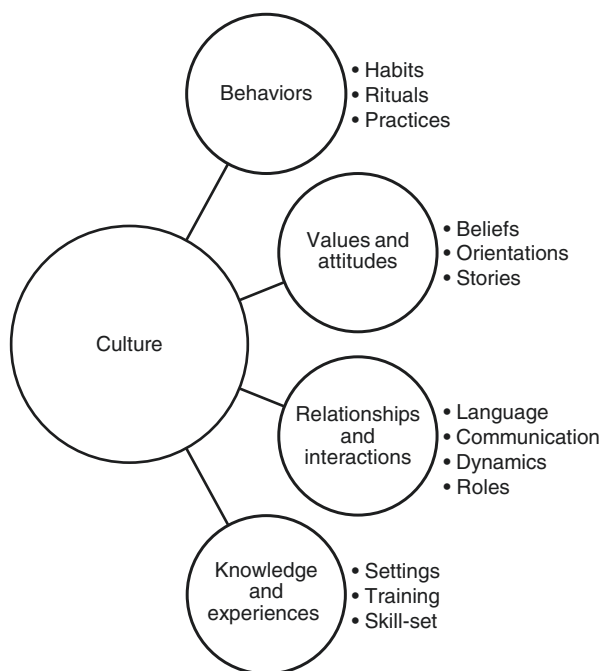 Behaviors
• Habits
• Rituals
• Practices
Values and
attitudes
• Beliefs
• Orientations
• Stories
Culture
Relationships
and
interactions
• Language
• Communication
• Dynamics
• Roles
Knowledge
and
experiences
• Settings
• Training
• Skill-set